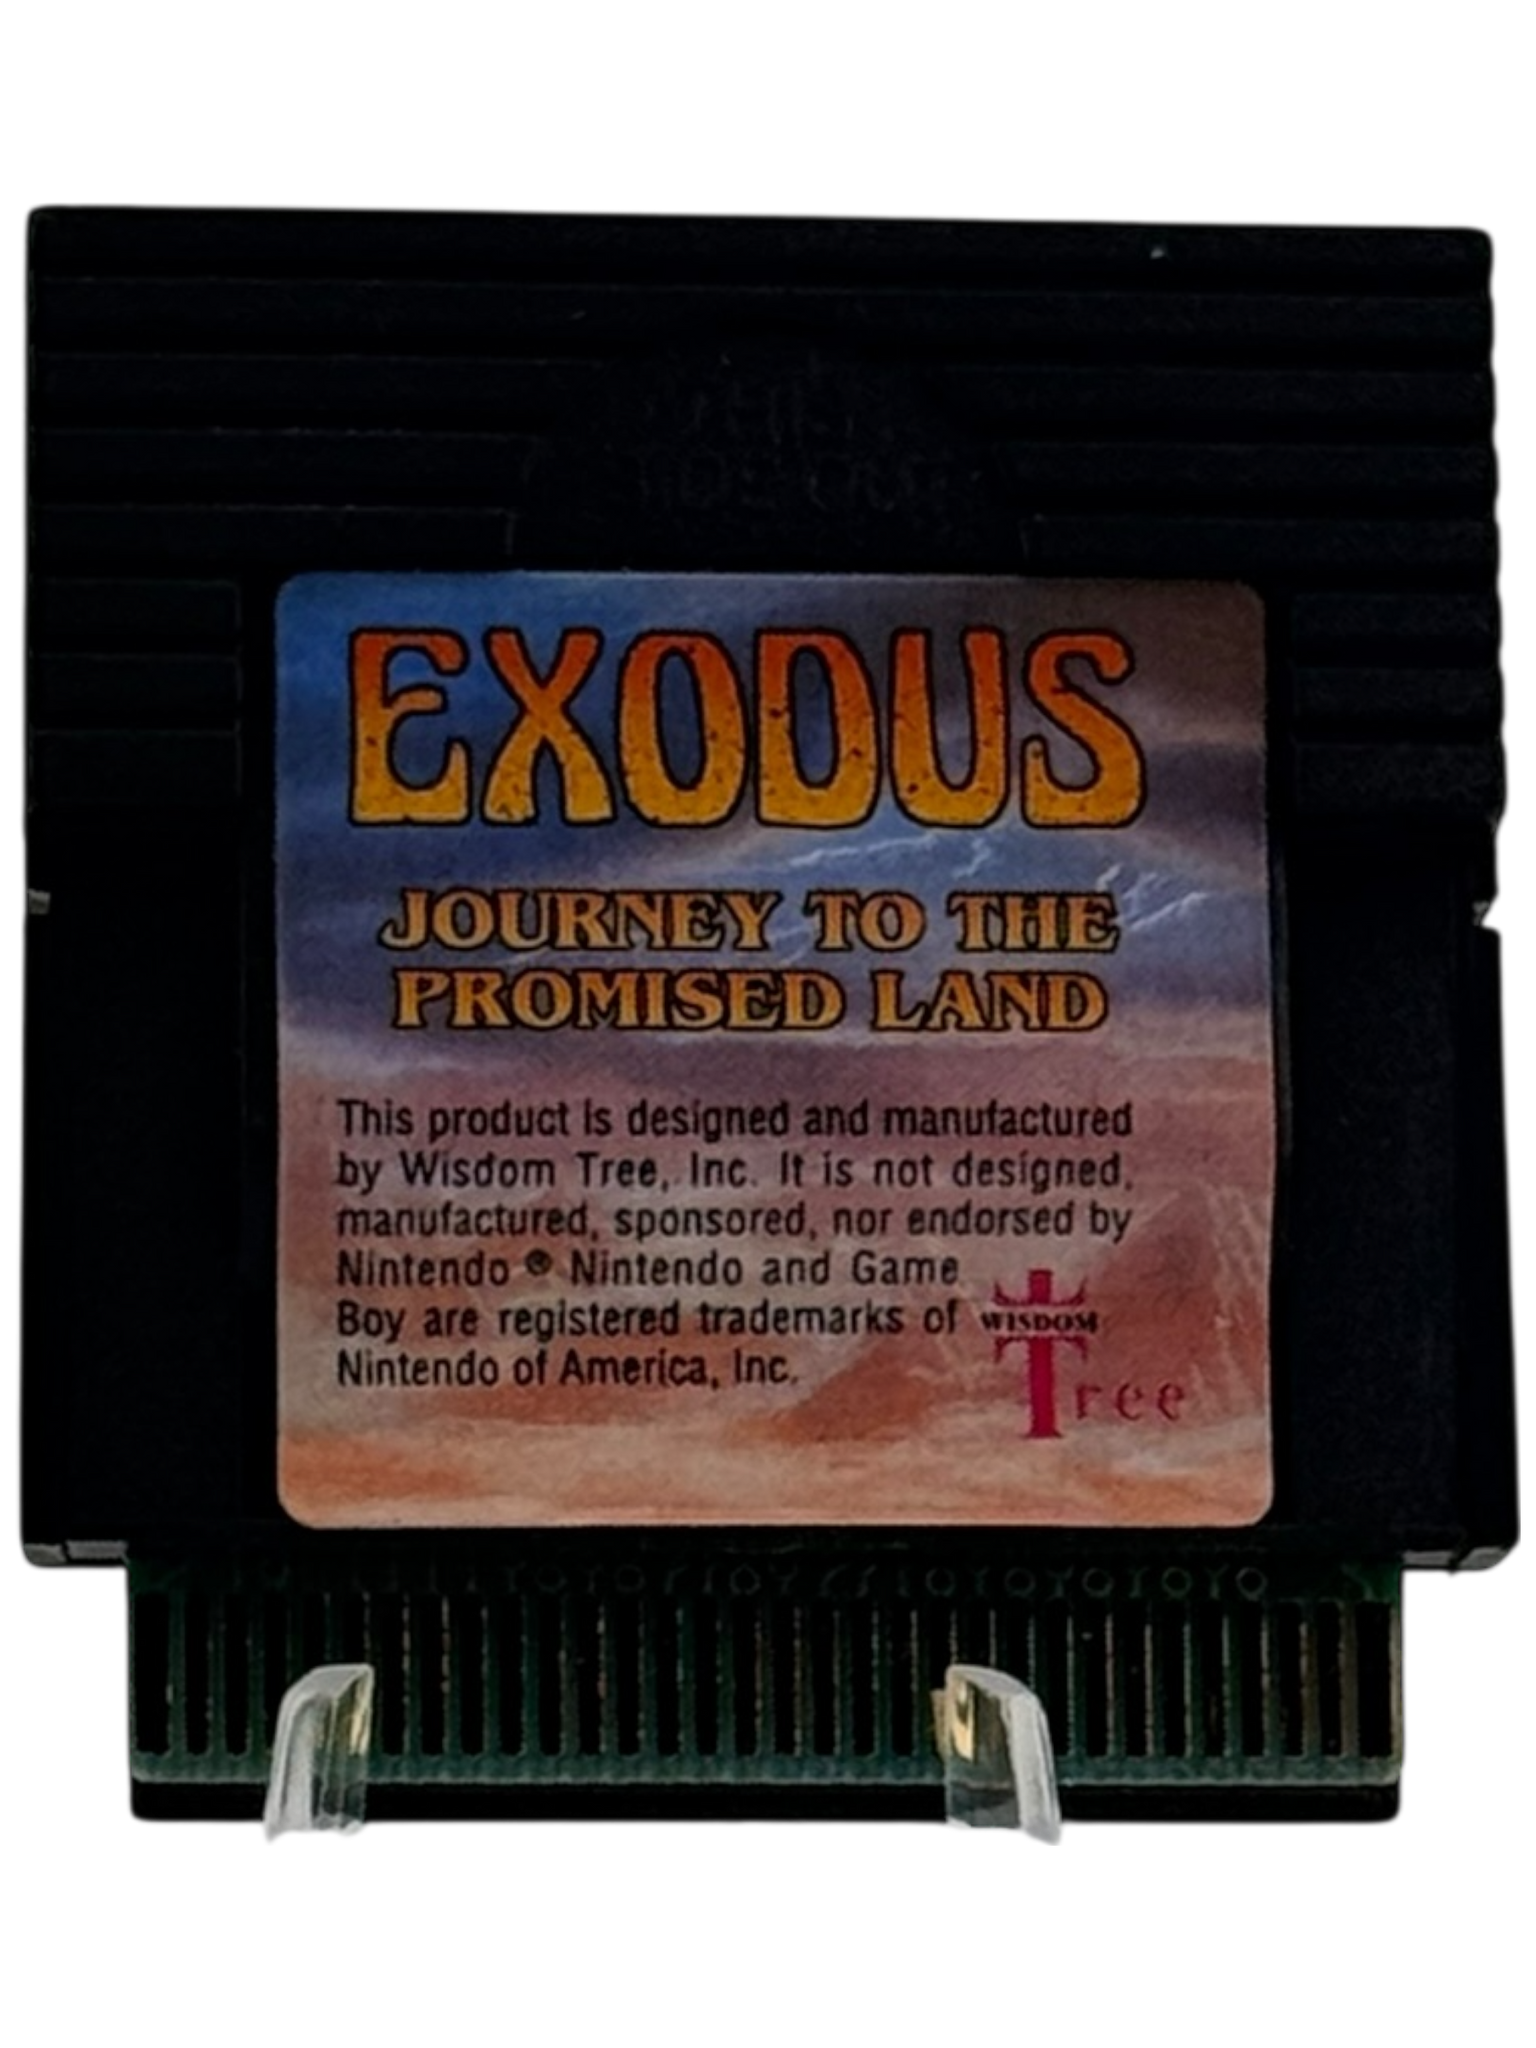 EXODUS
JOURNEY TO THE
PROMISED LAND
This product is designed and manufactured
by Wisdom Tree, Inc. It is not designed,
manufactured, sponsored, nor endorsed by
Nintendo ® Nintendo and Game
Boy are registered trademarks of
Nintendo of America, Inc.
WISDOM
Tree